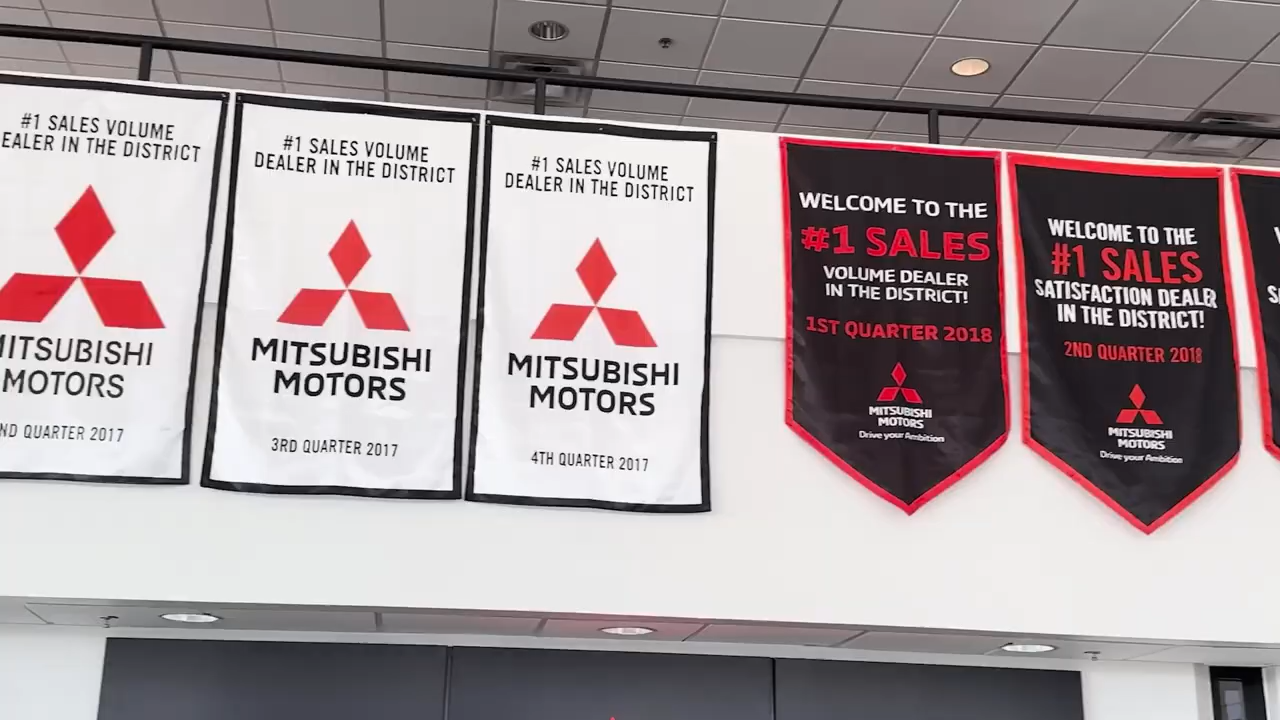 #1 SALES VOLUME
EALER IN THE DISTRICT
MITSUBISHI
MOTORS
ND QUARTER 2017
#1 SALES VOLUME
DEALER IN THE DISTRICT
MITSUBISHI
MOTORS
3RD QUARTER 2017
#1 SALES VOLUME
DEALER IN THE DISTRICT
MITSUBISHI
MOTORS
4TH QUARTER 2017
WELCOME TO THE
#1 SALES
VOLUME DEALER
IN THE DISTRICT!
1ST QUARTER 2018
MITSUBISHI
MOTORS
Drive your Ambition
WELCOME TO THE
#1 SALES
SATISFACTION DEALER
IN THE DISTRICT!
2ND QUARTER 2018
MITSUBISHI
MOTORS
Drive your Ambition